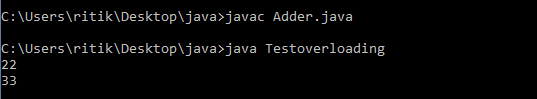 C:\Users\ritik\Desktop\java>javac Adder.java
C:\Users\ritik\Desktop\java>java Testoverloading
22
33